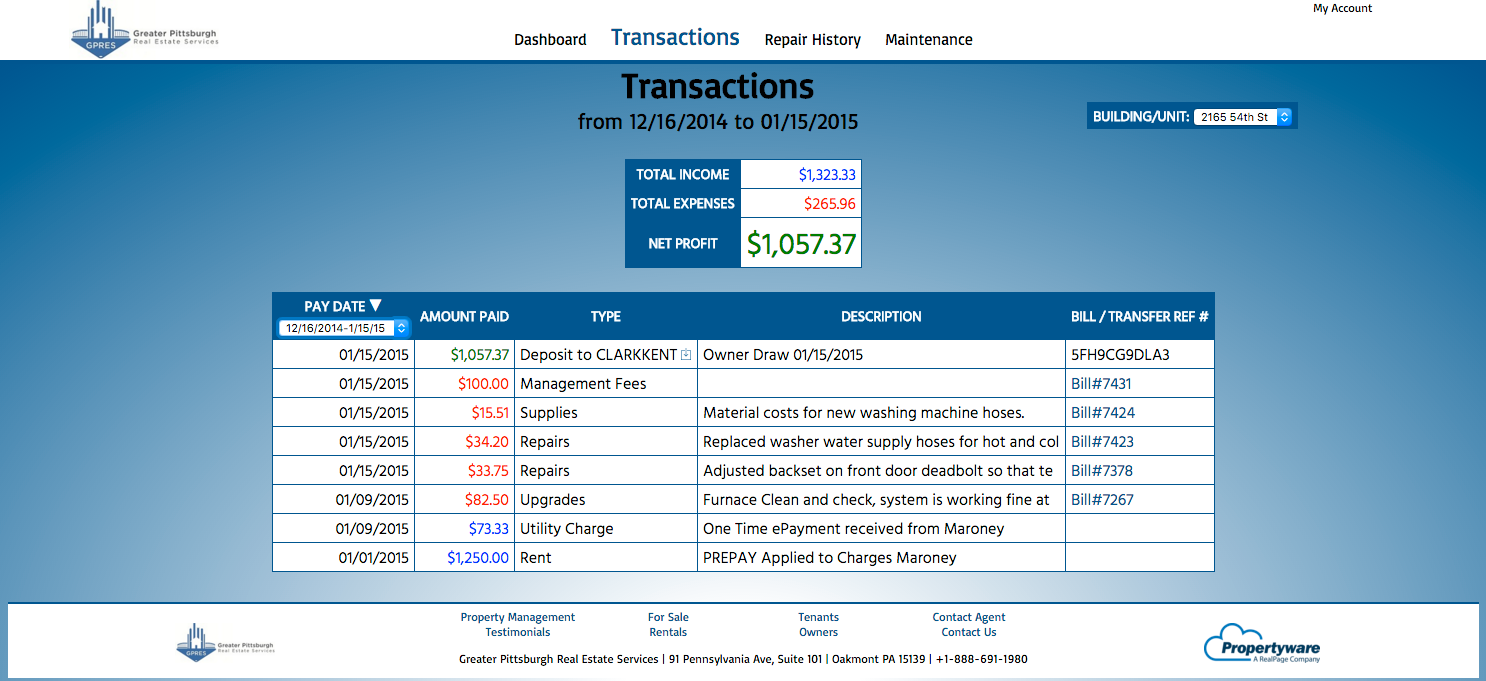 My Account
Greater Pittsburgh
Real Estate Services
GPRES
Dashboard Transactions Repair History Maintenance
Transactions
from 12/16/2014 to 01/15/2015
BUILDING/UNIT: 2165 54th St
TOTAL INCOME $1,323.33
TOTAL EXPENSES $265.96
NET PROFIT $1,057.37
PAY DATE ▼ AMOUNT PAID TYPE DESCRIPTION BILL / TRANSFER REF #
12/16/2014-1/15/15
01/15/2015 $1,057.37 Deposit to CLARKKENT Owner Draw 01/15/2015 5FH9CG9DLA3
01/15/2015 $100.00 Management Fees Bill#7431
01/15/2015 $15.51 Supplies Material costs for new washing machine hoses. Bill#7424
01/15/2015 $34.20 Repairs Replaced washer water supply hoses for hot and col Bill#7423
01/15/2015 $33.75 Repairs Adjusted backset on front door deadbolt so that te Bill#7378
01/09/2015 $82.50 Upgrades Furnace Clean and check, system is working fine at Bill#7267
01/09/2015 $73.33 Utility Charge One Time ePayment received from Maroney
01/01/2015 $1,250.00 Rent PREPAY Applied to Charges Maroney
Property Management For Sale Tenants Contact Agent
Testimonials Rentals Owners Contact Us
Greater Pittsburgh
Real Estate Services
GPRES
Greater Pittsburgh Real Estate Services | 91 Pennsylvania Ave, Suite 101 | Oakmont PA 15139 | +1-888-691-1980
Propertyware
A RealPage Company